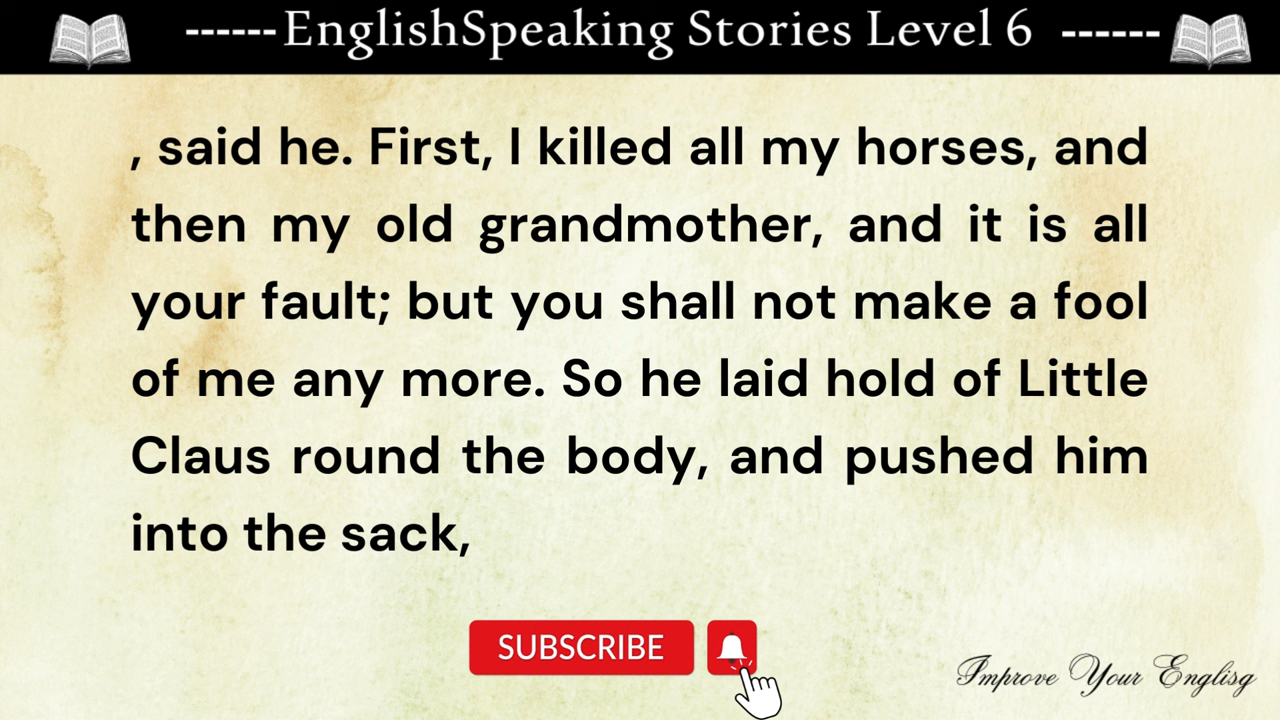 ------EnglishSpeaking Stories Level 6 ------
, said he. First, I killed all my horses, and
then my old grandmother, and it is all
your fault; but you shall not make a fool
of me any more. So he laid hold of Little
Claus round the body, and pushed him
into the sack,
SUBSCRIBE
Improve Your Englisg